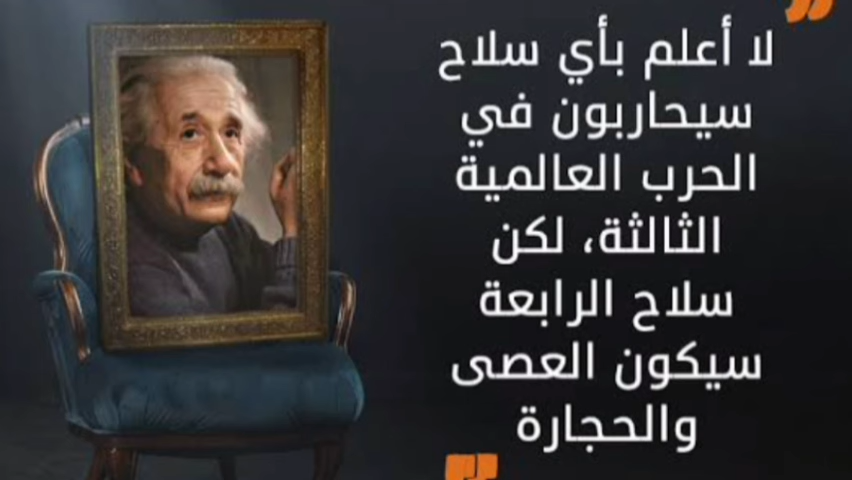 لا أعلم بأي سلاح
سيحاربون في
الحرب العالمية
الثالثة، لكن
سلاح الرابعة
سيكون العصى
والحجارة